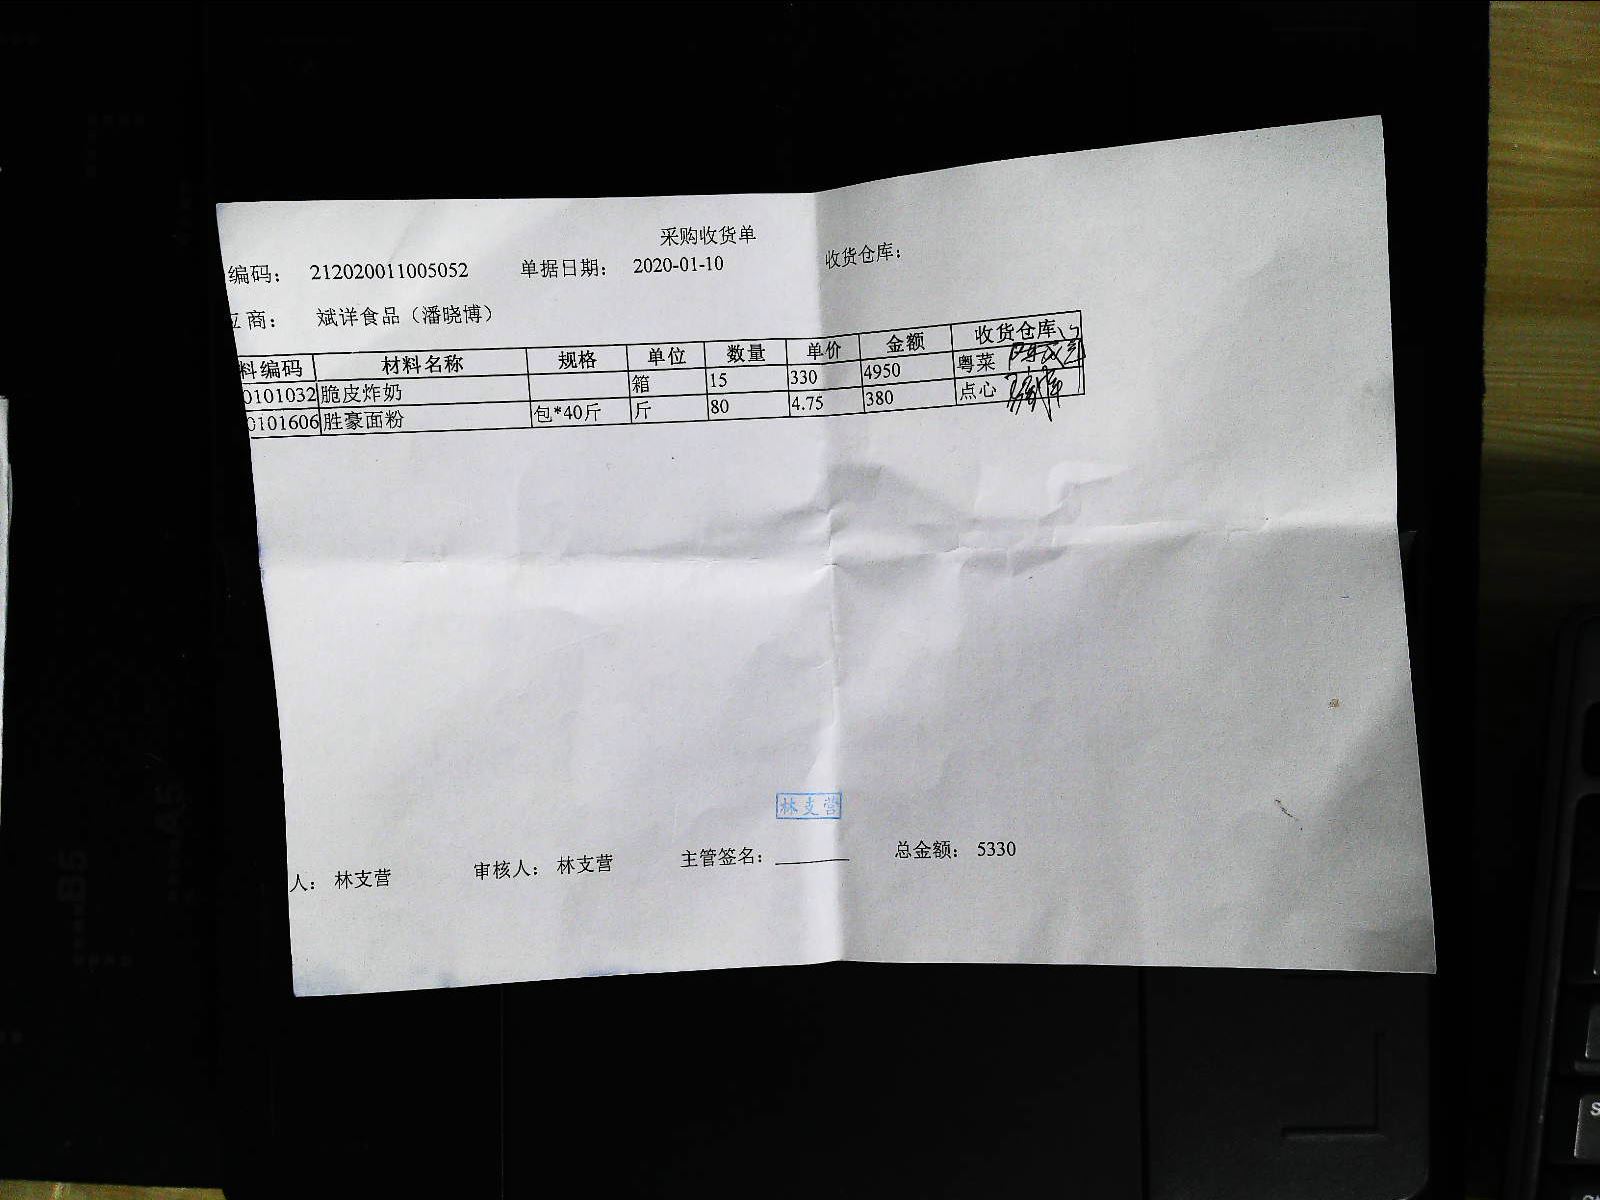 采购收货单
编码： 212020011005052 单据日期： 2020-01-10 收货仓库：
商： 斌详食品（潘晓博）
料编码 材料名称 规格 单位 数量 单价 金额 收货仓库
0101032 脆皮炸奶 箱 15 330 4950 粤菜
0101606 胜豪面粉 包*40斤 斤 80 4.75 380 点心
林支营
人： 林支营 审核人： 林支营 主管签名： 总金额： 5330